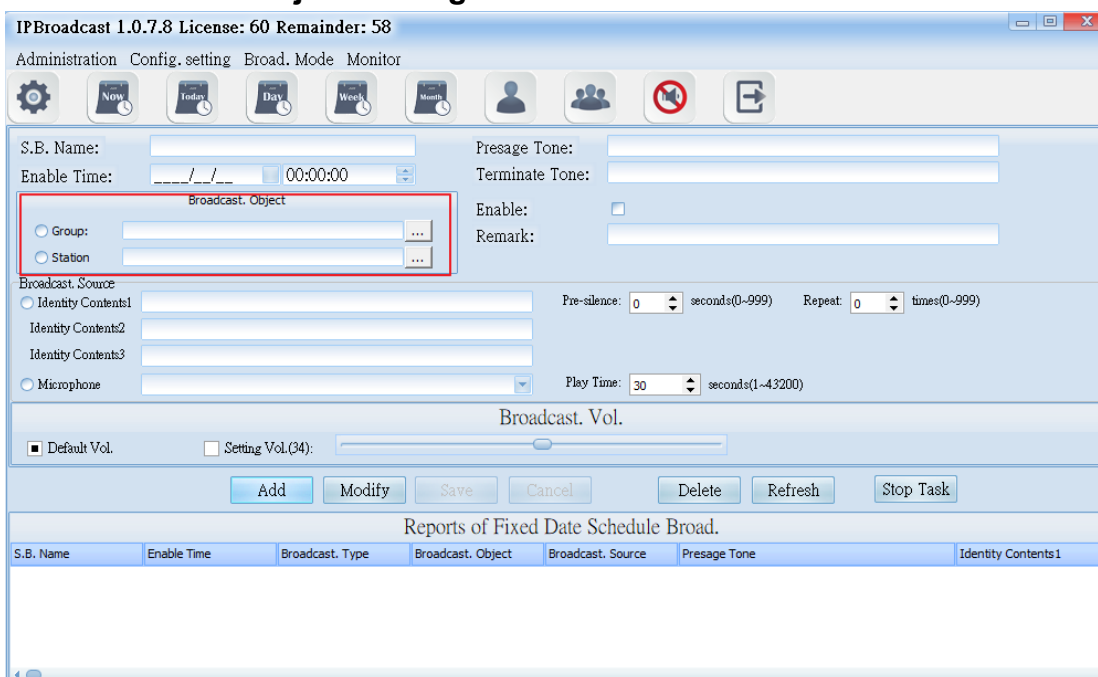 IPBroadcast 1.0.7.8 License: 60 Remainder: 58
Administration Config. setting Broad. Mode Monitor
Now Today Day Week Month
S.B. Name: Presage Tone:
Enable Time: ____/__/__ 00:00:00 Terminate Tone:
Broadcast. Object
Enable:
Group: ...
Remark:
Station ...
Broadcast. Source
Identity Contents1 Pre-silence: 0 seconds(0~999) Repeat: 0 times(0~999)
Identity Contents2
Identity Contents3
Microphone Play Time: 30 seconds(1~43200)
Broadcast. Vol.
Default Vol. Setting Vol.(34):
Add Modify Save Cancel Delete Refresh Stop Task
Reports of Fixed Date Schedule Broad.
S.B. Name Enable Time Broadcast. Type Broadcast. Object Broadcast. Source Presage Tone Identity Contents1